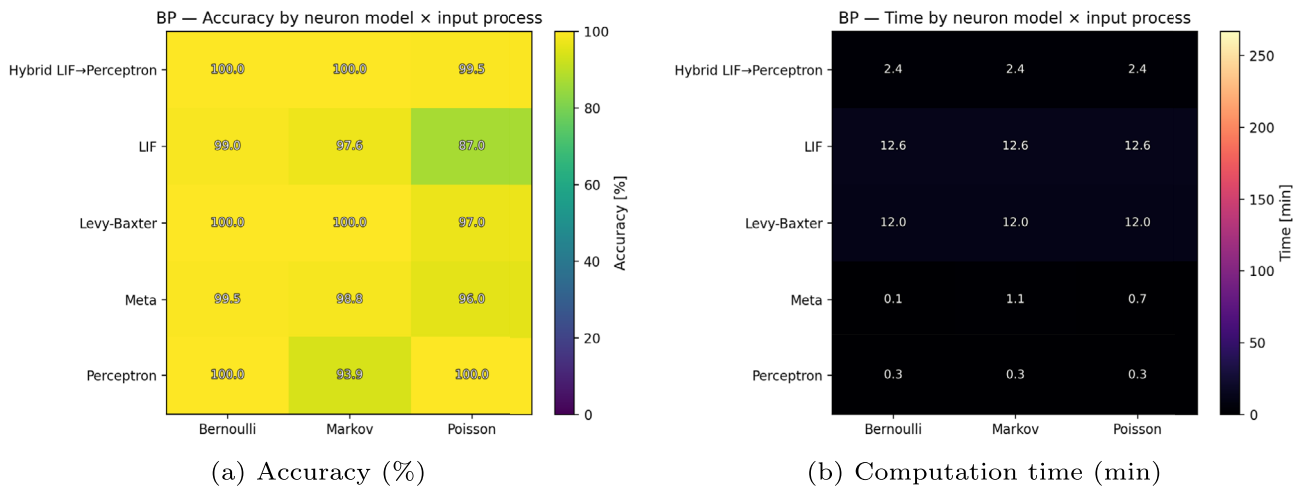 BP — Accuracy by neuron model × input process
Hybrid LIF→Perceptron
100.0 100.0 99.5
LIF
99.0 97.6 87.0
Levy-Baxter
100.0 100.0 97.0
Meta
99.5 98.8 96.0
Perceptron
100.0 93.9 100.0
Bernoulli Markov Poisson
100
80
60
40
20
0
Accuracy [%]
(a) Accuracy (%)
BP — Time by neuron model × input process
Hybrid LIF→Perceptron
2.4 2.4 2.4
LIF
12.6 12.6 12.6
Levy-Baxter
12.0 12.0 12.0
Meta
0.1 1.1 0.7
Perceptron
0.3 0.3 0.3
Bernoulli Markov Poisson
250
200
150
100
50
0
Time [min]
(b) Computation time (min)